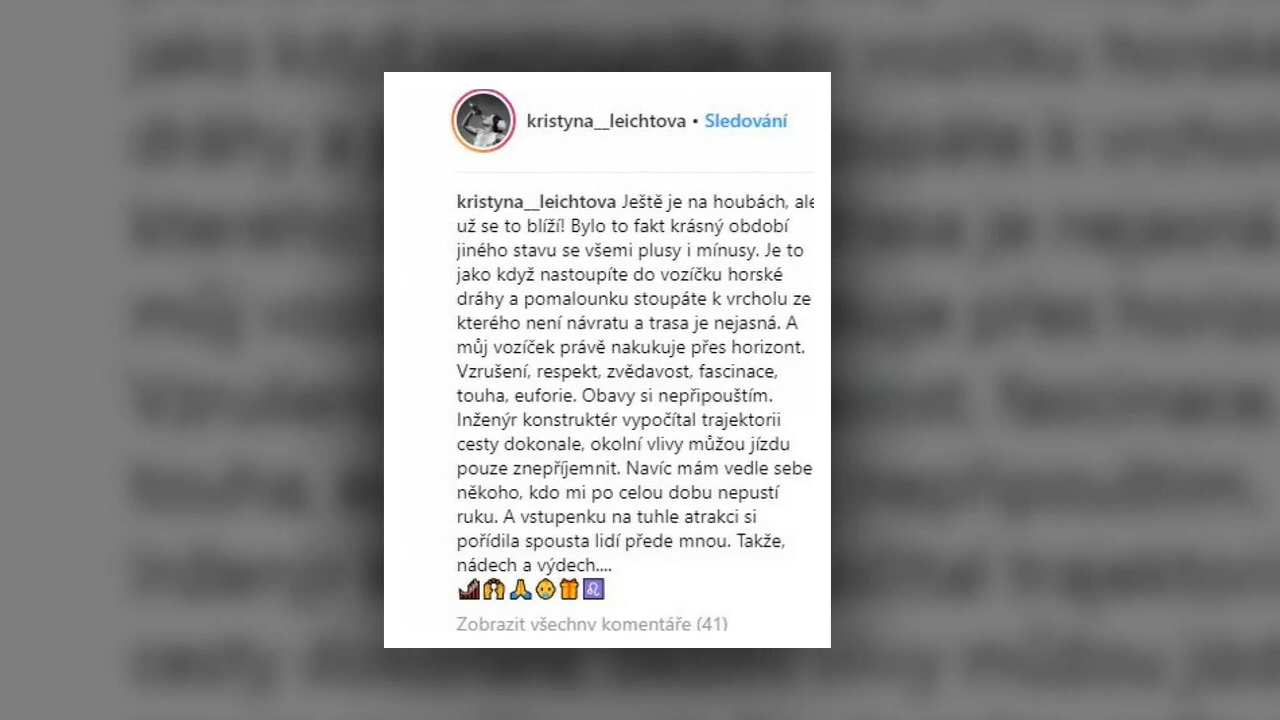 kristyna__leichtova • Sledování
kristyna__leichtova Ještě je na houbách, ale
už se to blíží! Bylo to fakt krásný období
jiného stavu se všemi plusy i mínusy. Je to
jako když nastoupíte do vozíčku horské
dráhy a pomalounku stoupáte k vrcholu ze
kterého není návratu a trasa je nejasná. A
můj vozíček právě nakukuje přes horizont.
Vzrušení, respekt, zvědavost, fascinace,
touha, euforie. Obavy si nepřipouštím.
Inženýr konstruktér vypočítal trajektorii
cesty dokonale, okolní vlivy můžou jízdu
pouze znepříjemnit. Navíc mám vedle sebe
někoho, kdo mi po celou dobu nepustí
ruku. A vstupenku na tuhle atrakci si
pořídila spousta lidí přede mnou. Takže,
nádech a výdech....
🎢🙌🙏👶🎁♌
Zobrazit všechny komentáře (41)